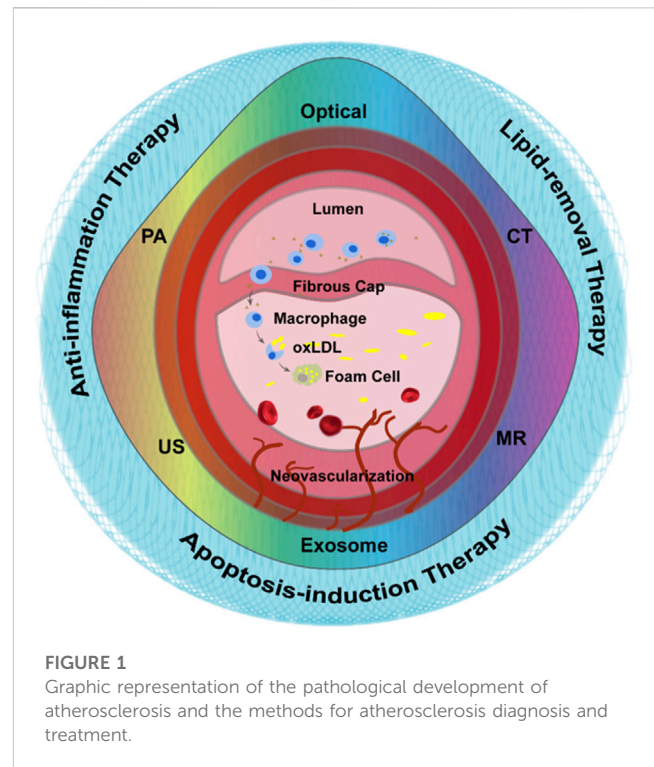 Optical
Anti-inflammation Therapy
Lipid-removal Therapy
PA
CT
Lumen
Fibrous Cap
Macrophage
oxLDL
Foam Cell
US
MR
Neovascularization
Exosome
Apoptosis-induction Therapy
FIGURE 1
Graphic representation of the pathological development of
atherosclerosis and the methods for atherosclerosis diagnosis and
treatment.